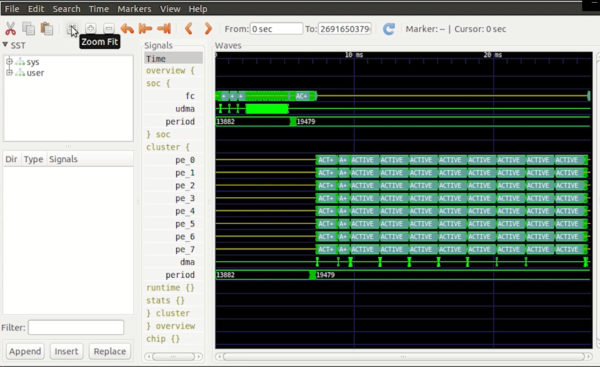 File Edit Search Time Markers View Help
From: 0 sec To: 2691650379 Marker: -- | Cursor: 0 sec
Zoom Fit
SST
sys
user
Dir Type Signals
Filter:
Append Insert Replace
Signals
Time
overview {
soc {
fc
udma
period
} soc
cluster {
pe_0
pe_1
pe_2
pe_3
pe_4
pe_5
pe_6
pe_7
dma
period
runtime {}
stats {}
} cluster
} overview
chip {}
Waves
0 10 ms 20 ms
+ + + AC+
13882 19479
ACT+ A+ ACTIVE ACTIVE ACTIVE ACTIVE ACTIVE ACTIVE ACTIVE ACTIVE
ACT+ A+ ACTIVE ACTIVE ACTIVE ACTIVE ACTIVE ACTIVE ACTIVE ACTIVE
ACT+ A+ ACTIVE ACTIVE ACTIVE ACTIVE ACTIVE ACTIVE ACTIVE ACTIVE
ACT+ A+ ACTIVE ACTIVE ACTIVE ACTIVE ACTIVE ACTIVE ACTIVE ACTIVE
ACT+ A+ ACTIVE ACTIVE ACTIVE ACTIVE ACTIVE ACTIVE ACTIVE ACTIVE
ACT+ A+ ACTIVE ACTIVE ACTIVE ACTIVE ACTIVE ACTIVE ACTIVE ACTIVE
ACT+ A+ ACTIVE ACTIVE ACTIVE ACTIVE ACTIVE ACTIVE ACTIVE ACTIVE
ACT+ A+ ACTIVE ACTIVE ACTIVE ACTIVE ACTIVE ACTIVE ACTIVE ACTIVE
13882 19479